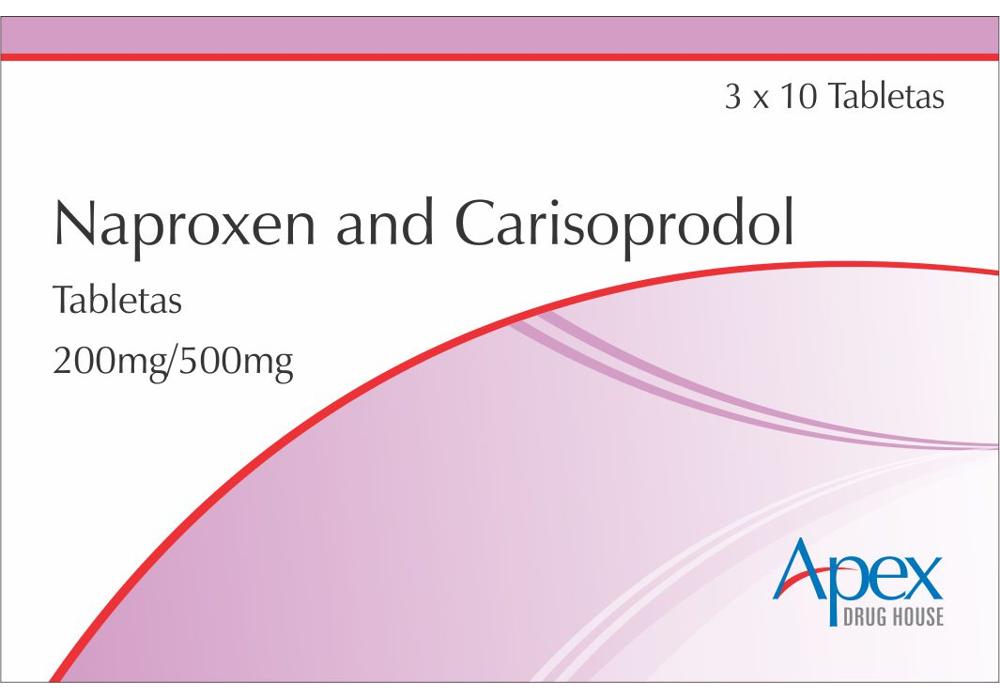 3 x 10 Tabletas
Naproxen and Carisoprodol
Tabletas
200mg/500mg
Apex
DRUG HOUSE